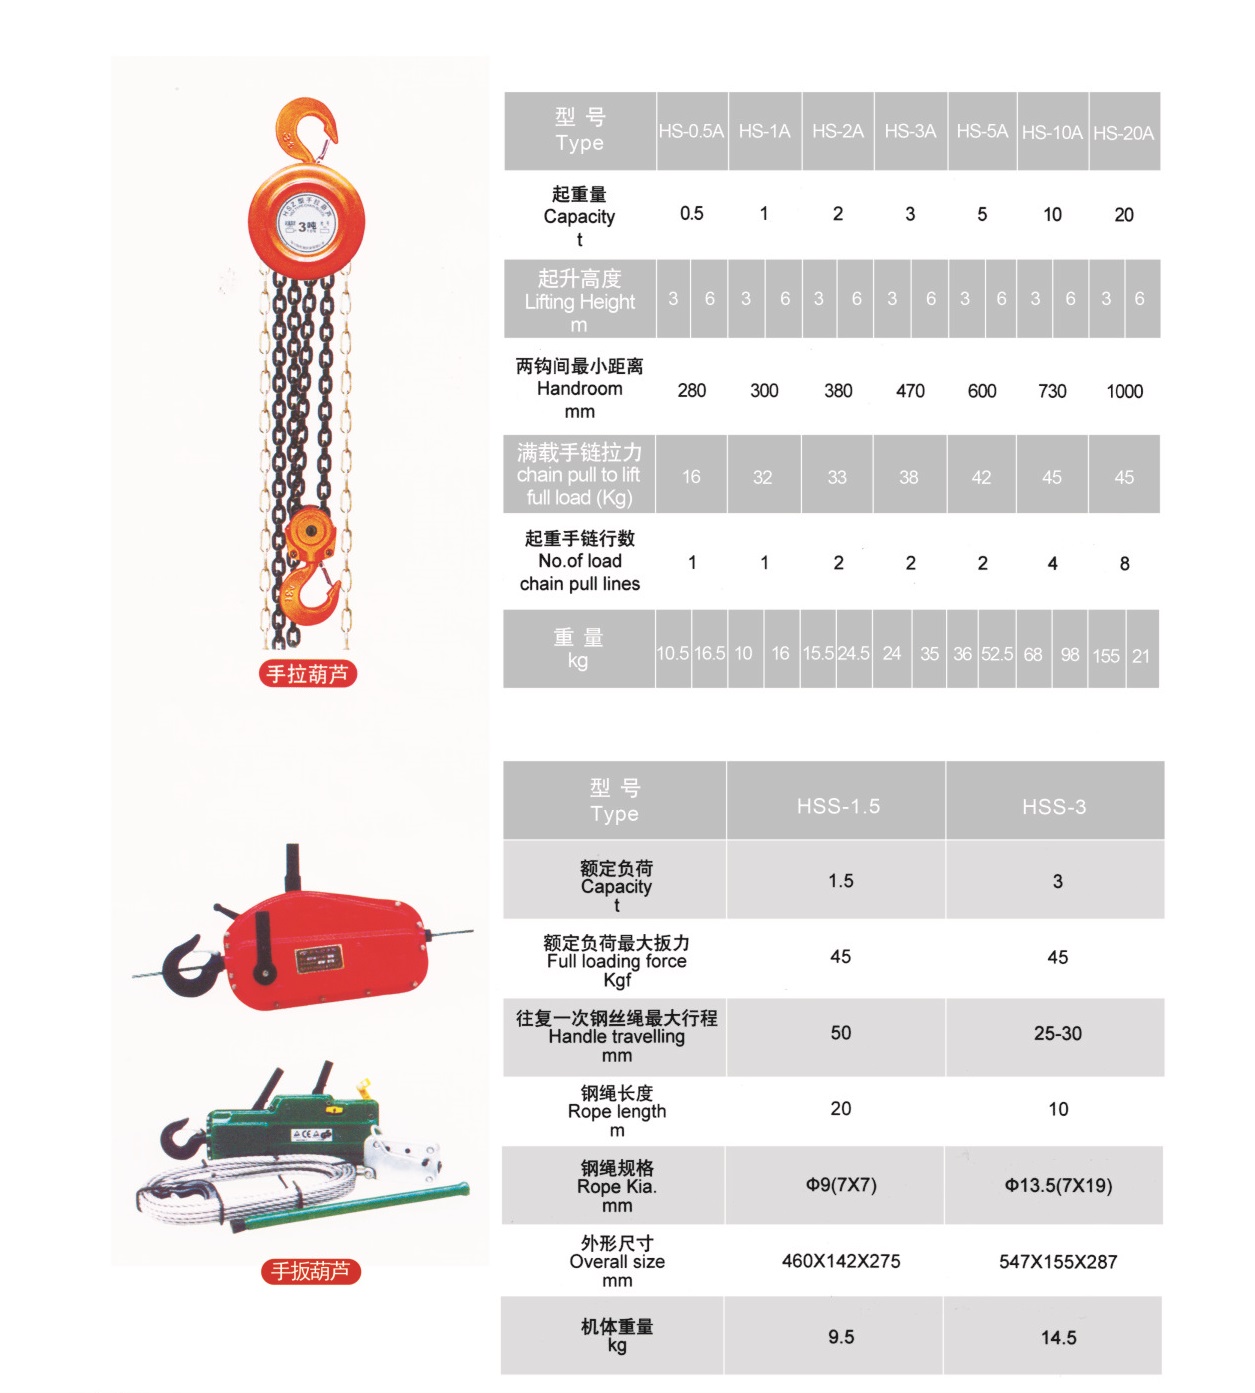 型 号
Type
HS-0.5A HS-1A HS-2A HS-3A HS-5A HS-10A HS-20A
起重量
Capacity
t
0.5 1 2 3 5 10 20
起升高度
Lifting Height
m
3 6 3 6 3 6 3 6 3 6 3 6 3 6
两钩间最小距离
Handroom
mm
280 300 380 470 600 730 1000
满载手链拉力
chain pull to lift
full load (Kg)
16 32 33 38 42 45 45
起重手链行数
No.of load
chain pull lines
1 1 2 2 2 4 8
重 量
kg
10.5 16.5 10 16 15.5 24.5 24 35 36 52.5 68 98 155 21
HSZ型手拉葫芦
3吨
手拉葫芦
型 号
Type
HSS-1.5 HSS-3
额定负荷
Capacity
t
1.5 3
额定负荷最大扳力
Full loading force
Kgf
45 45
往复一次钢丝绳最大行程
Handle travelling
mm
50 25-30
钢绳长度
Rope length
m
20 10
钢绳规格
Rope Kia.
mm
Φ9(7X7) Φ13.5(7X19)
外形尺寸
Overall size
mm
460X142X275 547X155X287
机体重量
kg
9.5 14.5
CE
手扳葫芦